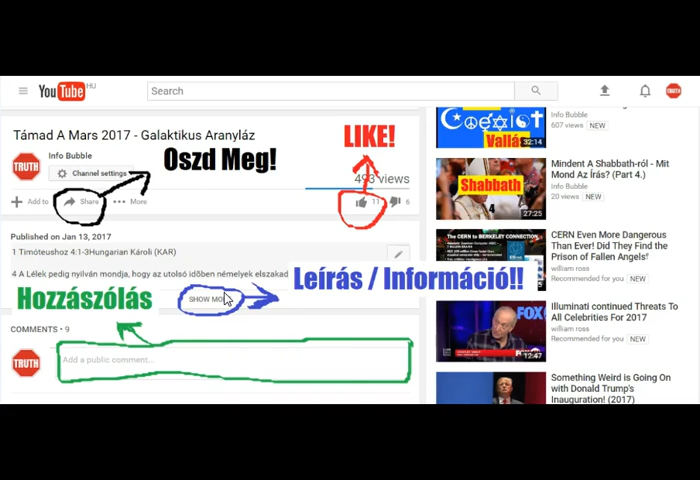 YouTube HU
Search
TRUTH
Támad A Mars 2017 - Galaktikus Aranyláz
TRUTH
Info Bubble
Channel settings
Oszd Meg!
LIKE!
493 views
Add to
Share
More
11
6
Published on Jan 13, 2017
1 Timóteushoz 4:1-3Hungarian Károli (KAR)
4 A Lélek pedig nyilván mondja, hogy az utolsó időben némelyek elszakad
Leírás / Információ!!
Hozzászólás
SHOW MO
COMMENTS • 9
TRUTH
Add a public comment...
COEXIST
Vallás
32:14
Info Bubble
607 views NEW
Shabbath
4
27:25
Mindent A Shabbath-ról - Mit
Mond Az Írás? (Part 4.)
Info Bubble
20 views NEW
The CERN to BERKELEY CONNECTION
CERN Even More Dangerous
Than Ever! Did They Find the
Prison of Fallen Angels?
william ross
Recommended for you NEW
FOX
12:47
Illuminati continued Threats To
All Celebrities For 2017
william ross
Recommended for you NEW
Something Weird is Going On
with Donald Trump's
Inauguration! (2017)